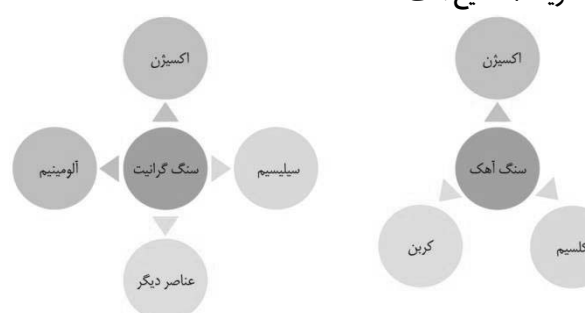 اکسیژن
سنگ آهک
کلسیم
کربن
اکسیژن
سیلیسیم
سنگ گرانیت
آلومینیم
عناصر دیگر